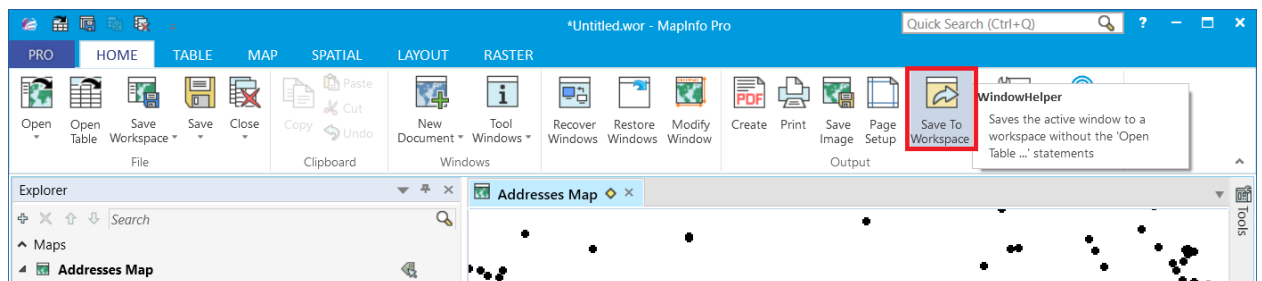 *Untitled.wor - MapInfo Pro
Quick Search (Ctrl+Q)
?
PRO HOME TABLE MAP SPATIAL LAYOUT RASTER
Open
Open Table
Save Workspace
Save
Close
File
Copy
Paste
Cut
Undo
Clipboard
New Document
Tool Windows
Windows
Recover Windows
Restore Windows
Modify Window
PDF
Create
Print
Save Image
Page Setup
Save To Workspace
Output
WindowHelper
Saves the active window to a
workspace without the 'Open
Table ...' statements
Explorer
Search
Maps
Addresses Map
Addresses Map
Tools